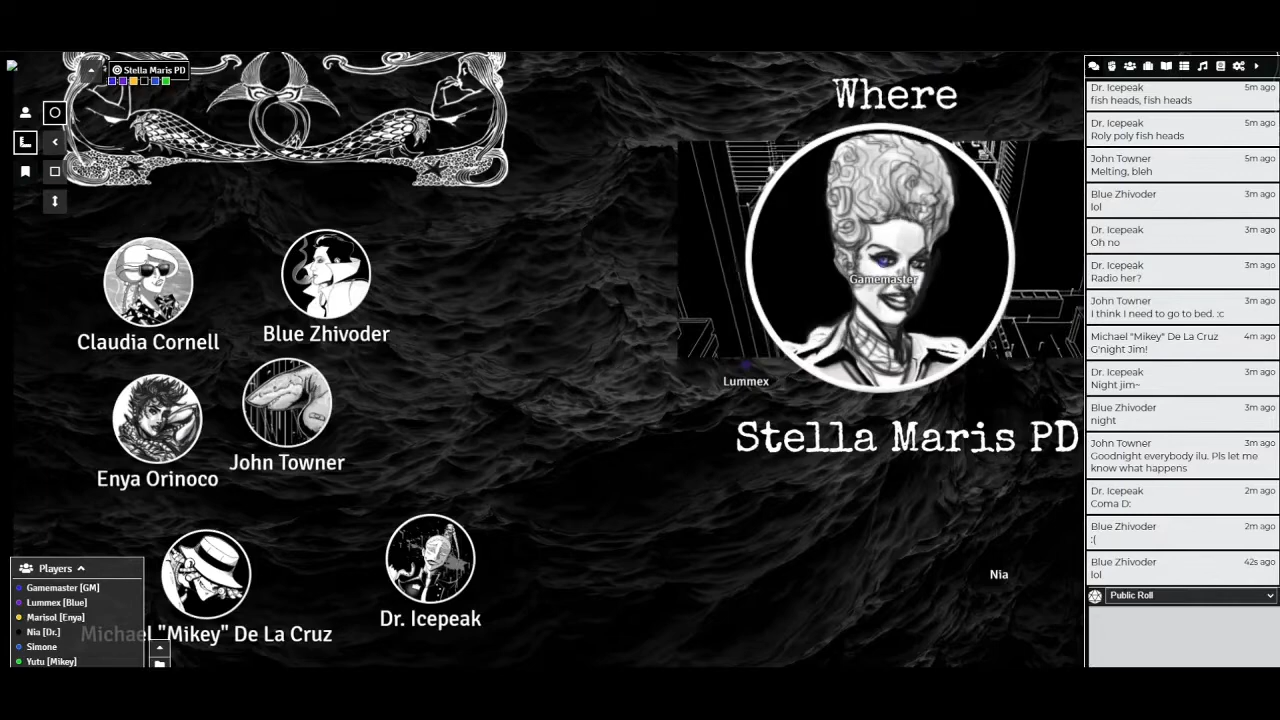 Stella Maris PD
Where
Gamemaster
Lummex
Stella Maris PD
Nia
Claudia Cornell
Blue Zhivoder
Enya Orinoco
John Towner
Michael "Mikey" De La Cruz
Dr. Icepeak
Players
Gamemaster [GM]
Lummex [Blue]
Marisol [Enya]
Nia [Dr.]
Simone
Yutu [Mikey]
Dr. Icepeak 5m ago
fish heads, fish heads
Dr. Icepeak 5m ago
Roly poly fish heads
John Towner 5m ago
Melting, bleh
Blue Zhivoder 3m ago
lol
Dr. Icepeak 3m ago
Oh no
Dr. Icepeak 3m ago
Radio her?
John Towner 3m ago
I think I need to go to bed. :c
Michael "Mikey" De La Cruz 4m ago
G'night Jim!
Dr. Icepeak 3m ago
Night jim~
Blue Zhivoder 3m ago
night
John Towner 3m ago
Goodnight everybody ilu. Pls let me
know what happens
Dr. Icepeak 2m ago
Coma D:
Blue Zhivoder 2m ago
:(
Blue Zhivoder 42s ago
lol
Public Roll